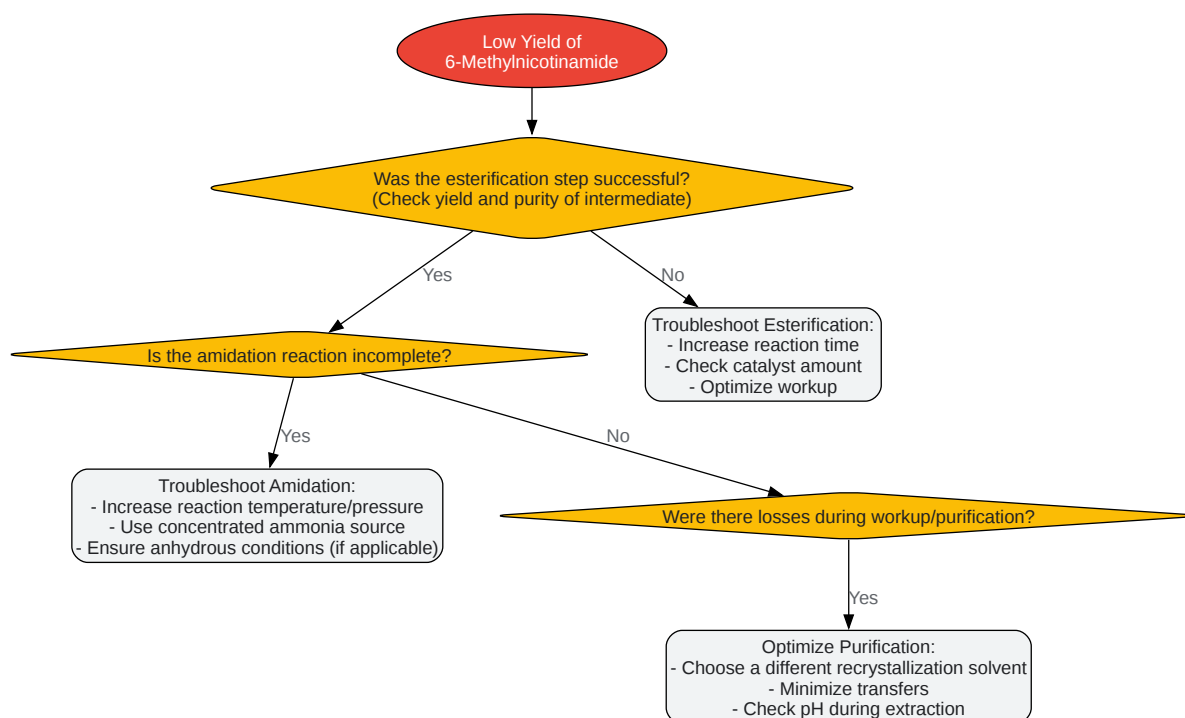 Low Yield of
6-Methylnicotinamide
Was the esterification step successful?
(Check yield and purity of intermediate)
Yes
No
Troubleshoot Esterification:
- Increase reaction time
- Check catalyst amount
- Optimize workup
Is the amidation reaction incomplete?
Yes
No
Troubleshoot Amidation:
- Increase reaction temperature/pressure
- Use concentrated ammonia source
- Ensure anhydrous conditions (if applicable)
Were there losses during workup/purification?
Yes
Optimize Purification:
- Choose a different recrystallization solvent
- Minimize transfers
- Check pH during extraction